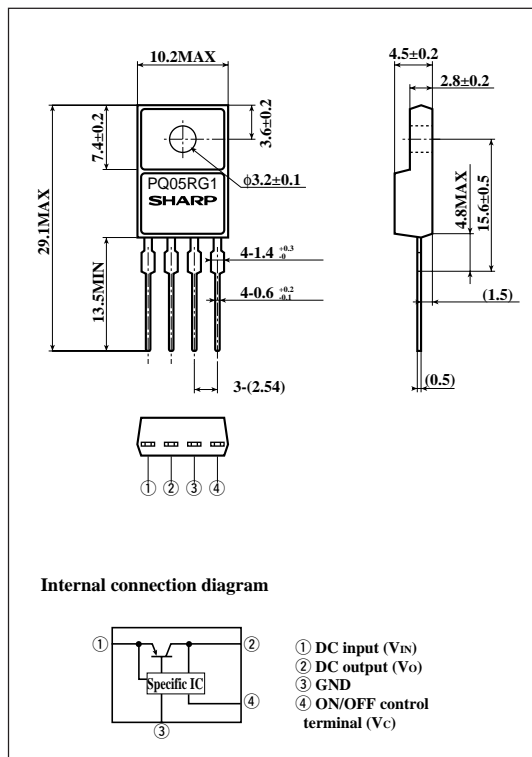 10.2MAX
4.5±0.2
2.8±0.2
7.4±0.2
3.6±0.2
29.1MAX
PQ05RG1
SHARP
ϕ3.2±0.1
4.8MAX
15.6±0.5
13.5MIN
4-1.4 +0.3 -0
4-0.6 +0.2 -0.1
(1.5)
3-(2.54)
(0.5)
① ② ③ ④
Internal connection diagram
①
②
Specific IC
④
③
① DC input (VIN)
② DC output (VO)
③ GND
④ ON/OFF control
terminal (VC)